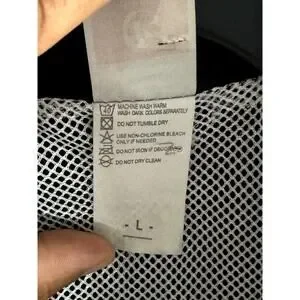 MACHINE WASH WARM
WASH DARK COLORS SEPARATELY
DO NOT TUMBLE DRY
USE NON-CHLORINE BLEACH
ONLY IF NEEDED
DO NOT IRON IF
DO NOT DRY CLEAN
- L -